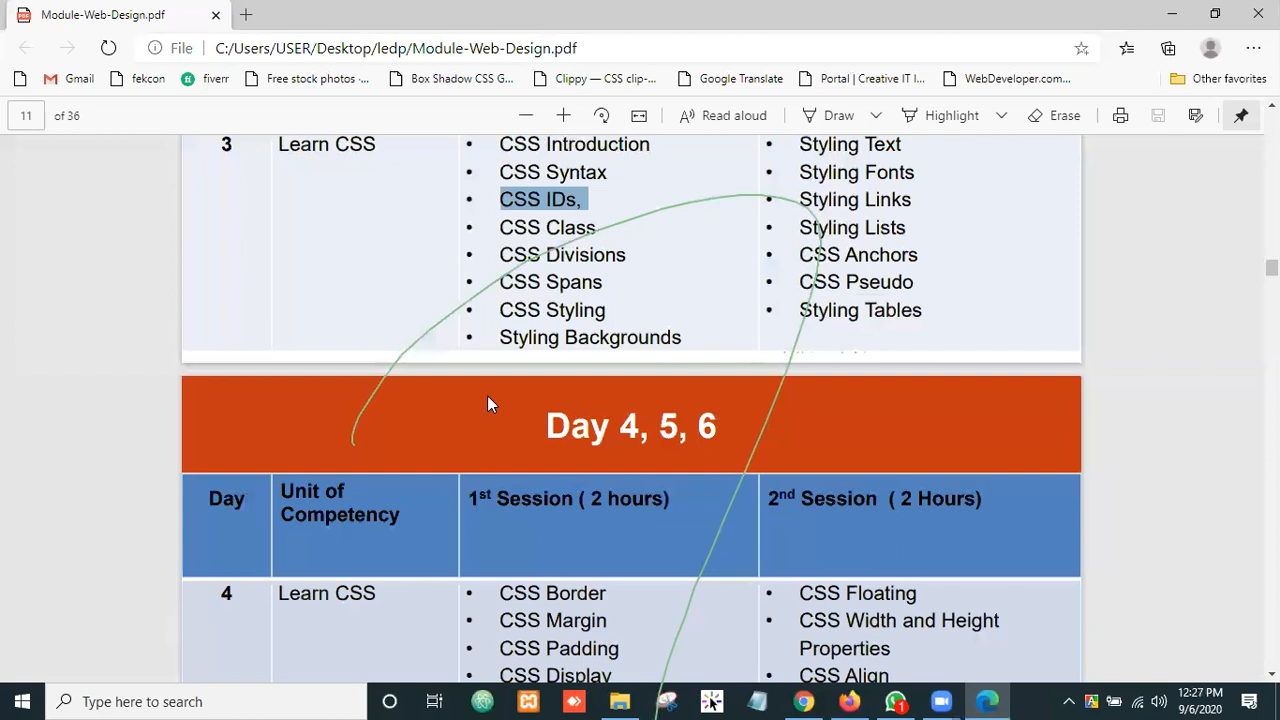 Module-Web-Design.pdf
File C:/Users/USER/Desktop/ledp/Module-Web-Design.pdf
Gmail fekcon fiverr Free stock photos ·... Box Shadow CSS G... Clippy — CSS clip-... Google Translate Portal | Creative IT I... WebDeveloper.com... Other favorites
11 of 36 Read aloud Draw Highlight Erase
3 Learn CSS
• CSS Introduction
• CSS Syntax
• CSS IDs,
• CSS Class
• CSS Divisions
• CSS Spans
• CSS Styling
• Styling Backgrounds
• Styling Text
• Styling Fonts
• Styling Links
• Styling Lists
• CSS Anchors
• CSS Pseudo
• Styling Tables
Day 4, 5, 6
Day
Unit of
Competency
1st Session ( 2 hours)
2nd Session ( 2 Hours)
4 Learn CSS
• CSS Border
• CSS Margin
• CSS Padding
• CSS Display
• CSS Floating
• CSS Width and Height
Properties
• CSS Align
Type here to search
1
12:27 PM
9/6/2020